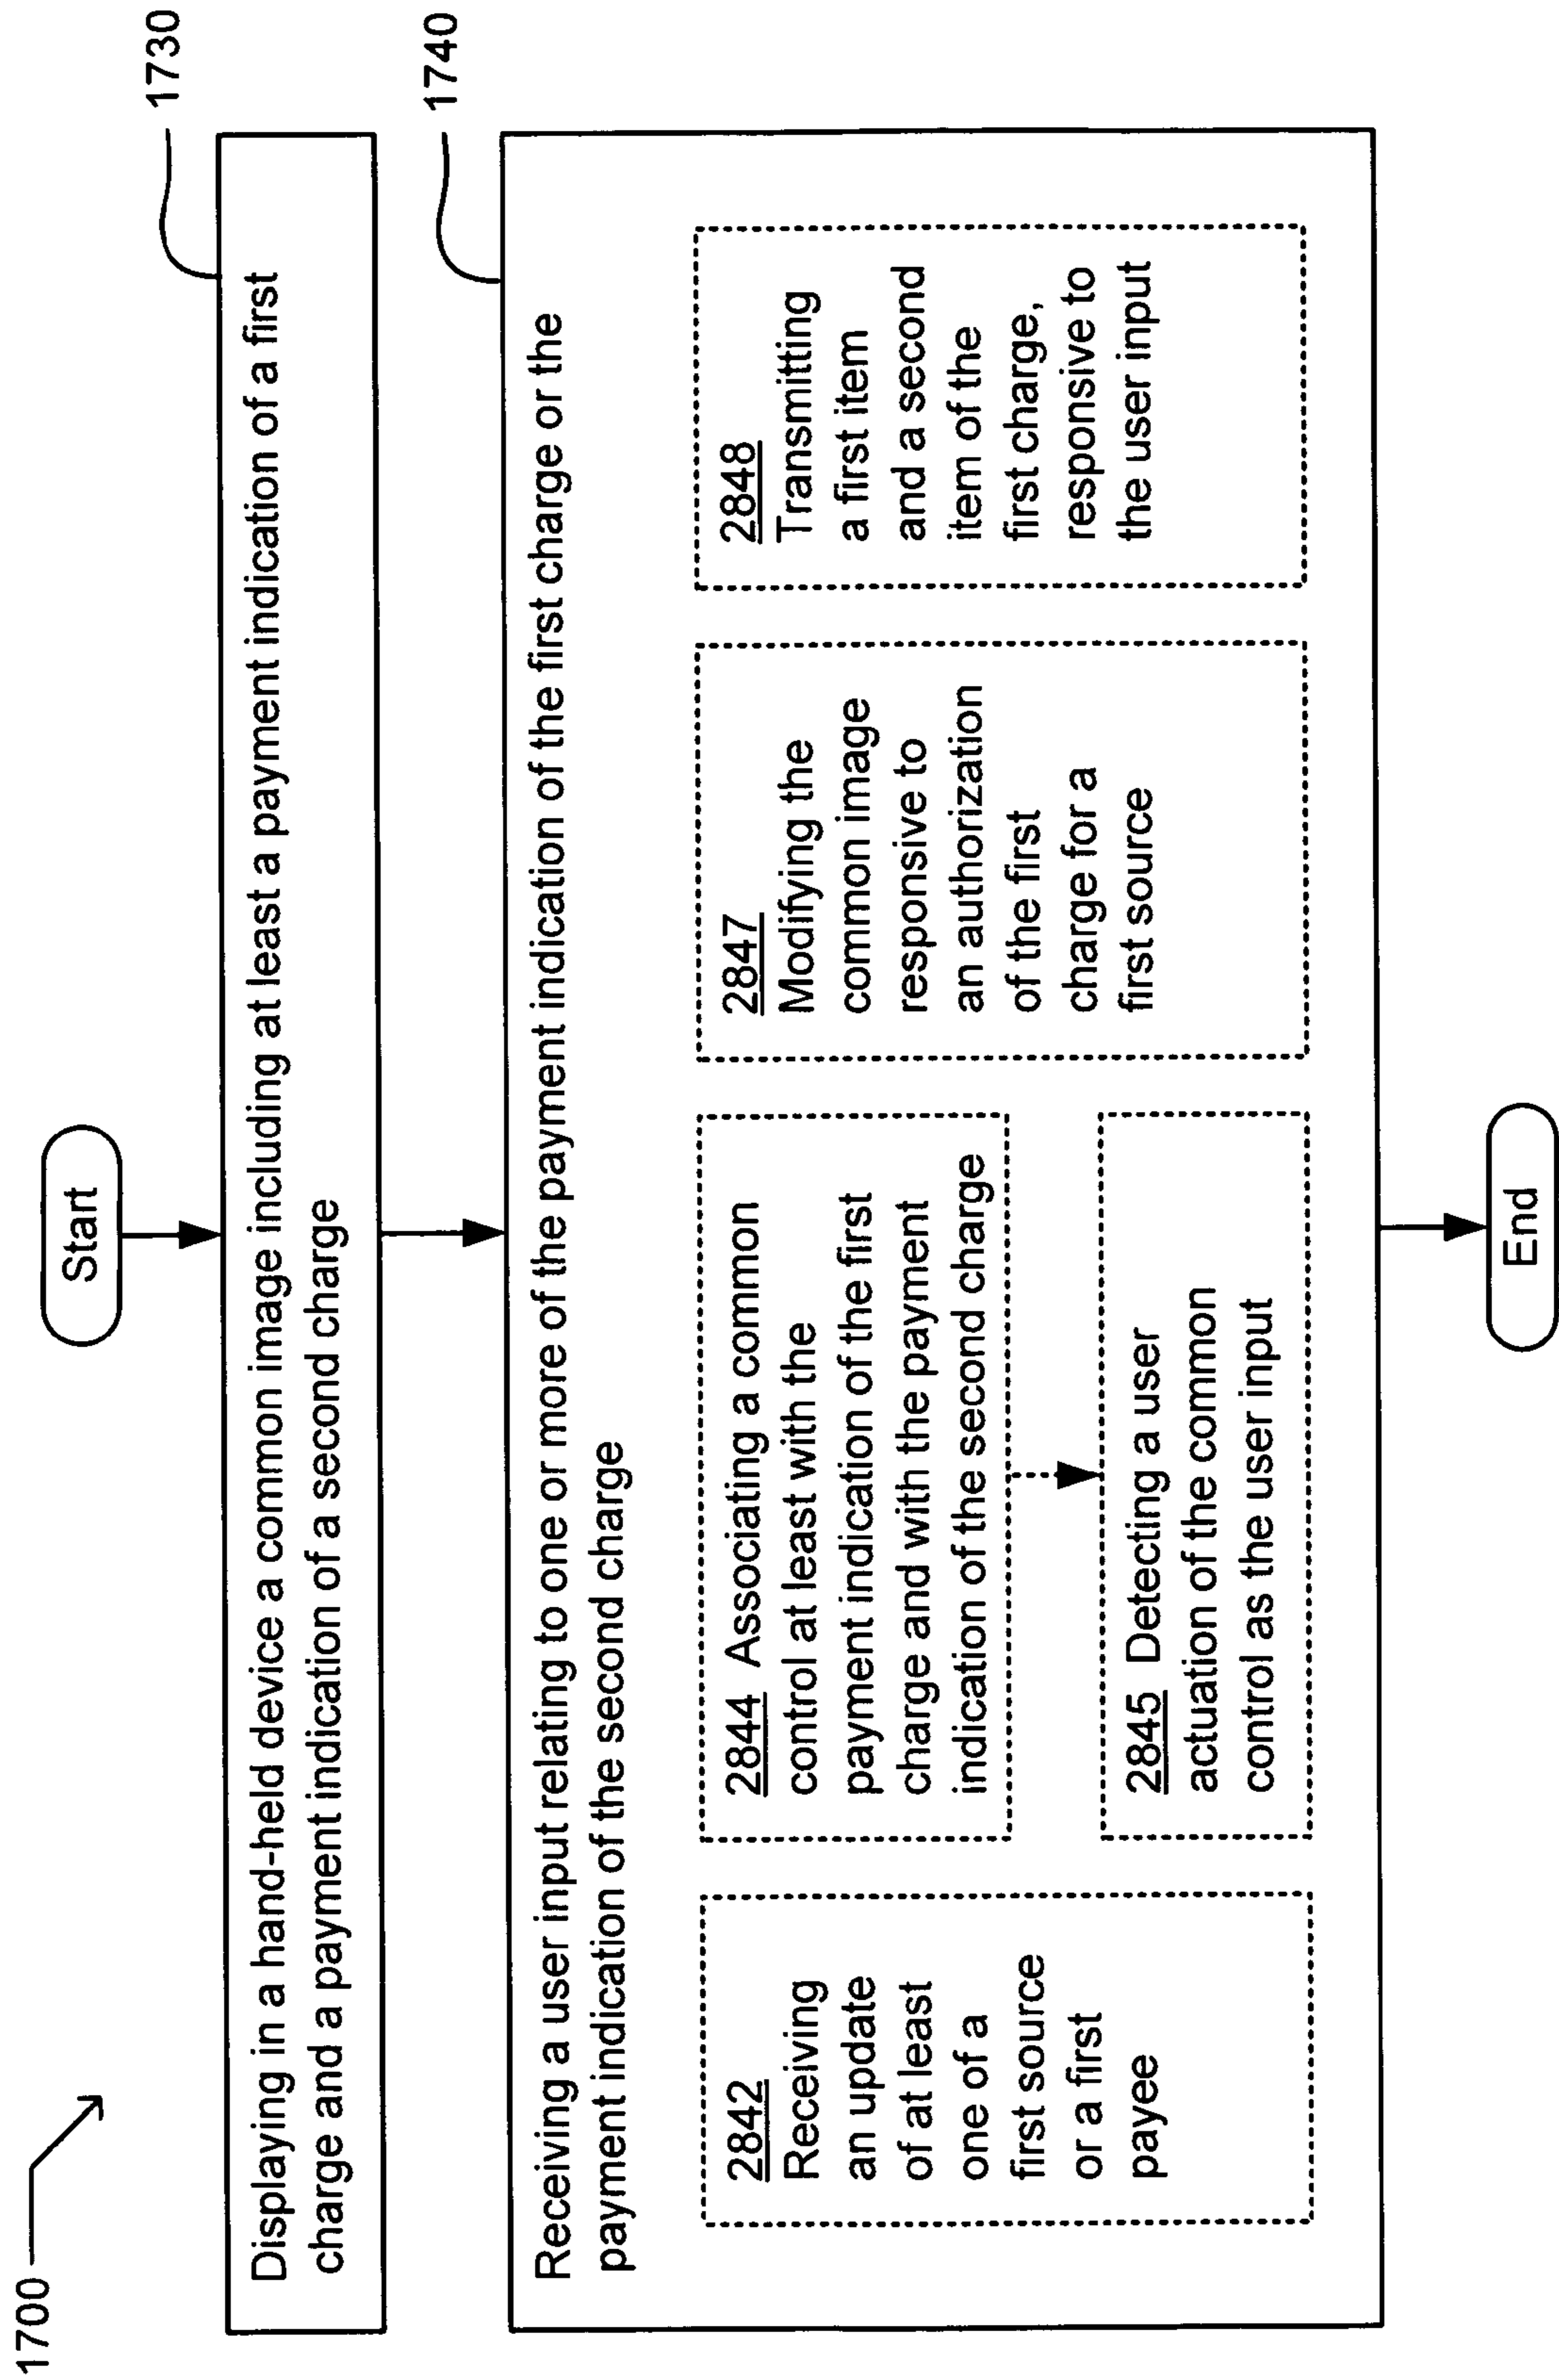 1700
Start
1730
Displaying in a hand-held device a common image including at least a payment indication of a first
charge and a payment indication of a second charge
1740
Receiving a user input relating to one or more of the payment indication of the first charge or the
payment indication of the second charge
2842
Receiving
an update
of at least
one of a
first source
or a first
payee
2844 Associating a common
control at least with the
payment indication of the first
charge and with the payment
indication of the second charge
2845 Detecting a user
actuation of the common
control as the user input
2847
Modifying the
common image
responsive to
an authorization
of the first
charge for a
first source
2848
Transmitting
a first item
and a second
item of the
first charge,
responsive to
the user input
End